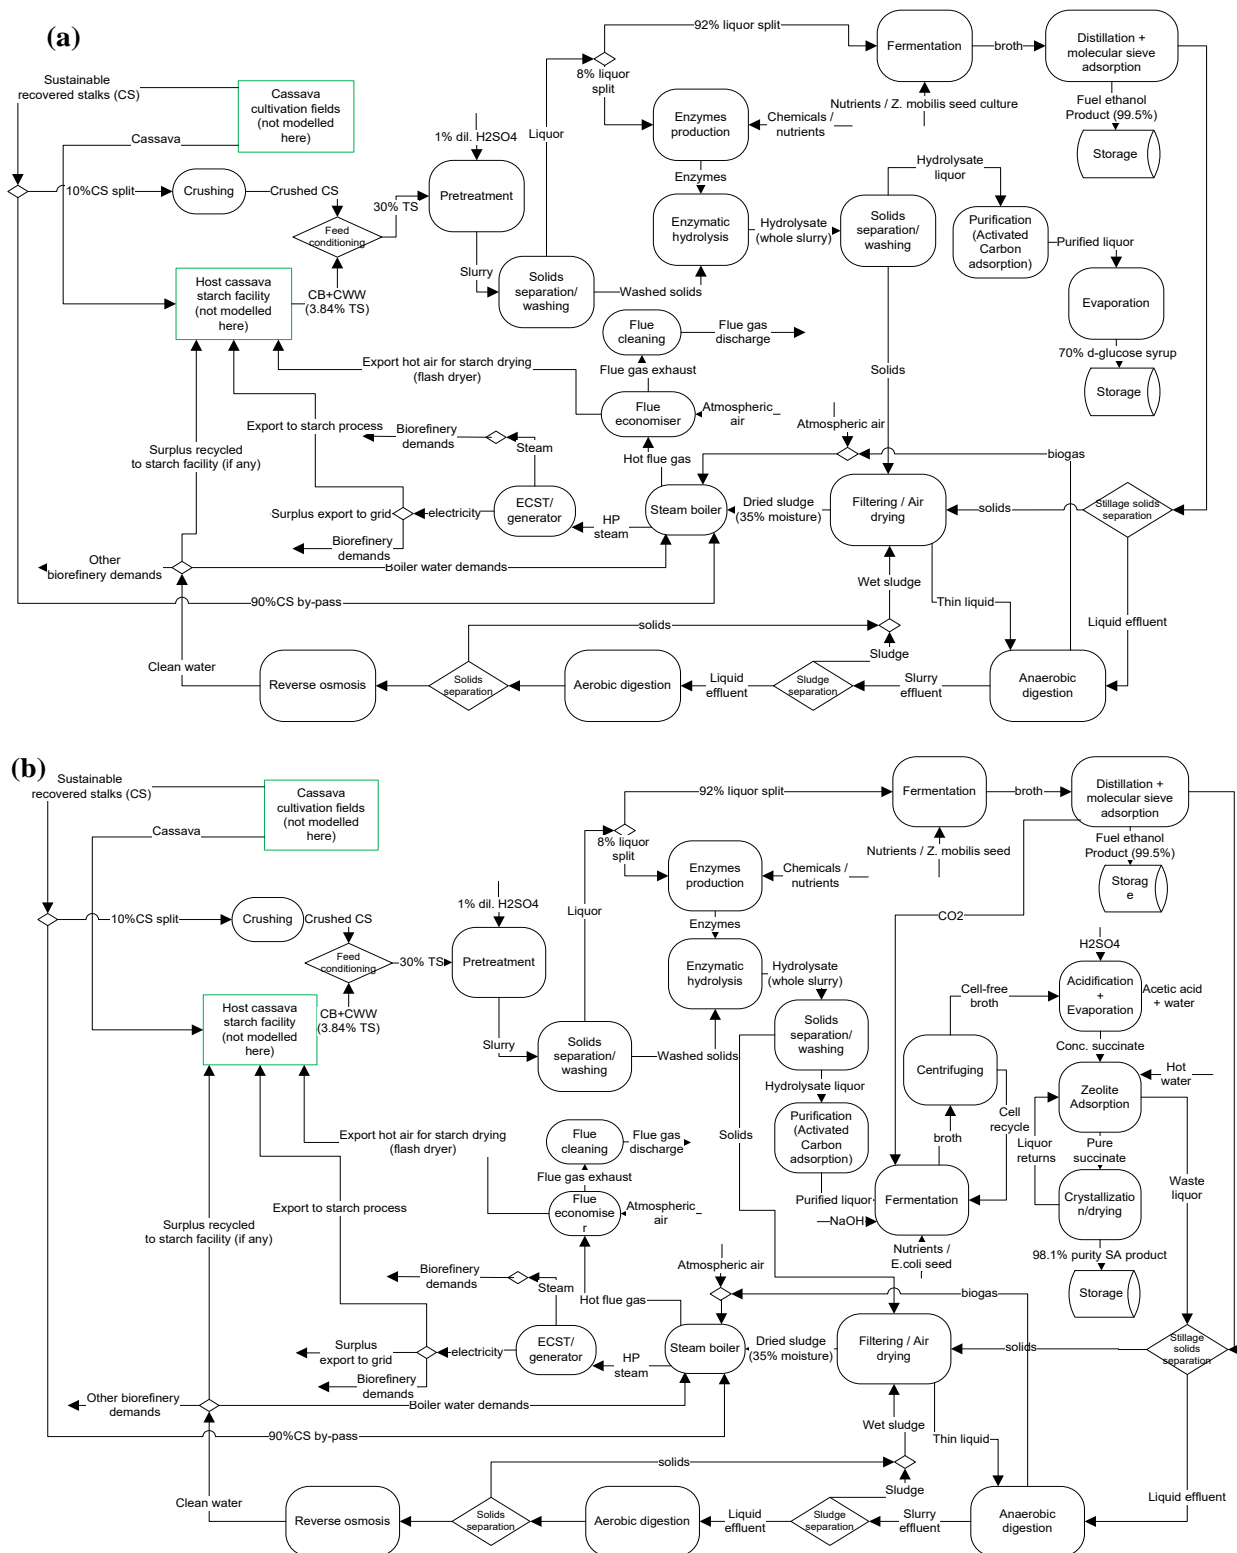 (a)
92% liquor split
Fermentation
broth
Distillation +
molecular sieve
adsorption
8% liquor
split
Sustainable
recovered stalks (CS)
Cassava
cultivation fields
(not modelled
here)
Cassava
Liquor
Enzymes
production
Chemicals /
nutrients
Nutrients / Z. mobilis seed culture
Fuel ethanol
Product (99.5%)
Storage
1% dil. H2SO4
10%CS split
Crushing
Crushed CS
Feed
conditioning
30% TS
Pretreatment
Enzymes
Enzymatic
hydrolysis
Hydrolysate
(whole slurry)
Solids
separation/
washing
Hydrolysate
liquor
Purification
(Activated
Carbon
adsorption)
Purified liquor
Evaporation
70% d-glucose syrup
Storage
Slurry
Solids
separation/
washing
Washed solids
Host cassava
starch facility
(not modelled
here)
CB+CWW
(3.84% TS)
Flue
cleaning
Flue gas
discharge
Flue gas exhaust
Export hot air for starch drying
(flash dryer)
Flue
economiser
Atmospheric
air
Solids
Atmospheric air
Export to starch process
Biorefinery
demands
Steam
Hot flue gas
biogas
Surplus recycled
to starch facility (if any)
ECST/
generator
electricity
Surplus export to grid
HP
steam
Steam boiler
Dried sludge
(35% moisture)
Filtering / Air
drying
solids
Stillage solids
separation
Biorefinery
demands
Other
biorefinery demands
Boiler water demands
90%CS by-pass
Wet sludge
Thin liquid
Liquid effluent
solids
Sludge
Clean water
Reverse osmosis
Solids
separation
Aerobic digestion
Liquid
effluent
Sludge
separation
Slurry
effluent
Anaerobic
digestion
(b)
Sustainable
recovered stalks (CS)
Cassava
cultivation fields
(not modelled
here)
Cassava
92% liquor split
Fermentation
broth
Distillation +
molecular sieve
adsorption
8% liquor
split
Enzymes
production
Chemicals /
nutrients
Nutrients / Z. mobilis seed
Fuel ethanol
Product (99.5%)
Storag
e
1% dil. H2SO4
Liquor
10%CS split
Crushing
Crushed CS
Feed
conditioning
30% TS
Pretreatment
Enzymes
CO2
H2SO4
Enzymatic
hydrolysis
Hydrolysate
(whole slurry)
Cell-free
broth
Acidification
+
Evaporation
Acetic acid
+ water
Host cassava
starch facility
(not modelled
here)
CB+CWW
(3.84% TS)
Slurry
Solids
separation/
washing
Washed solids
Solids
separation/
washing
Conc. succinate
Centrifuging
Zeolite
Adsorption
Hot
water
Hydrolysate liquor
Purification
(Activated
Carbon
adsorption)
Cell
recycle
broth
Liquor
returns
Pure
succinate
Waste
liquor
Export hot air for starch drying
(flash dryer)
Flue
cleaning
Flue gas
discharge
Flue gas exhaust
Solids
Purified liquor
Fermentation
NaOH
Crystallizatio
n/drying
Export to starch process
Flue
economise
r
Atmospheric
air
Surplus recycled
to starch facility (if any)
Nutrients /
E.coli seed
98.1% purity SA product
Storage
Biorefinery
demands
Steam
Hot flue gas
Atmospheric air
biogas
Surplus
export to grid
electricity
ECST/
generator
HP
steam
Steam boiler
Dried sludge
(35% moisture)
Filtering / Air
drying
solids
Stillage
solids
separation
Biorefinery
demands
Other biorefinery
demands
Boiler water demands
90%CS by-pass
Wet sludge
Thin liquid
solids
Sludge
Clean water
Liquid effluent
Reverse osmosis
Solids
separation
Aerobic digestion
Liquid
effluent
Sludge
separation
Slurry
effluent
Anaerobic
digestion